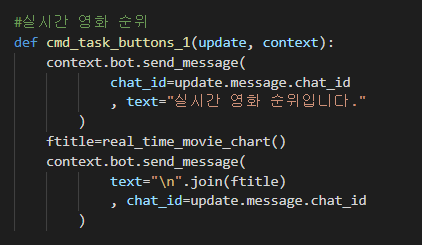 #실시간 영화 순위
def cmd_task_buttons_1(update, context):
    context.bot.send_message(
            chat_id=update.message.chat_id
            , text="실시간 영화 순위입니다."
        )
    ftitle=real_time_movie_chart()
    context.bot.send_message(
            text="\n".join(ftitle)
            , chat_id=update.message.chat_id
        )